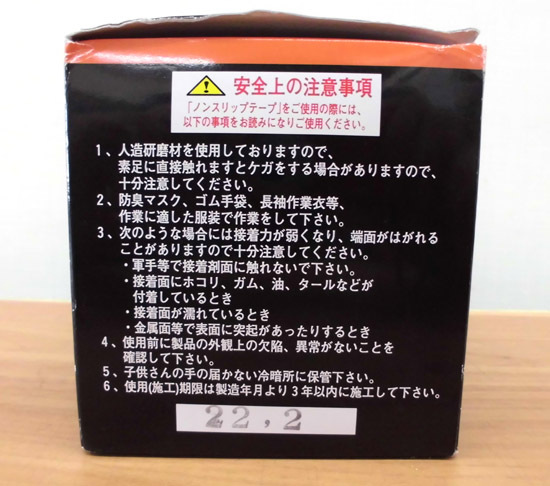 安全上の注意事項
「ノンスリップテープ」をご使用の際には、
以下の事項をお読みになりご使用ください。
1、人造研磨材を使用しておりますので、
素足に直接触れますとケガをする場合がありますので、
十分注意してください。
2、防臭マスク、ゴム手袋、長袖作業衣等、
作業に適した服装で作業をして下さい。
3、次のような場合には接着力が弱くなり、端面がはがれる
ことがありますので十分注意してください。
・軍手等で接着剤面に触れないで下さい。
・接着面にホコリ、ガム、油、タールなどが
付着しているとき
・接着面が濡れているとき
・金属面等で表面に突起があったりするとき
4、使用前に製品の外観上の欠陥、異常がないことを
確認して下さい。
5、子供さんの手の届かない冷暗所に保管下さい。
6、使用(施工)期限は製造年月より3年以内に施工して下さい。
22,2